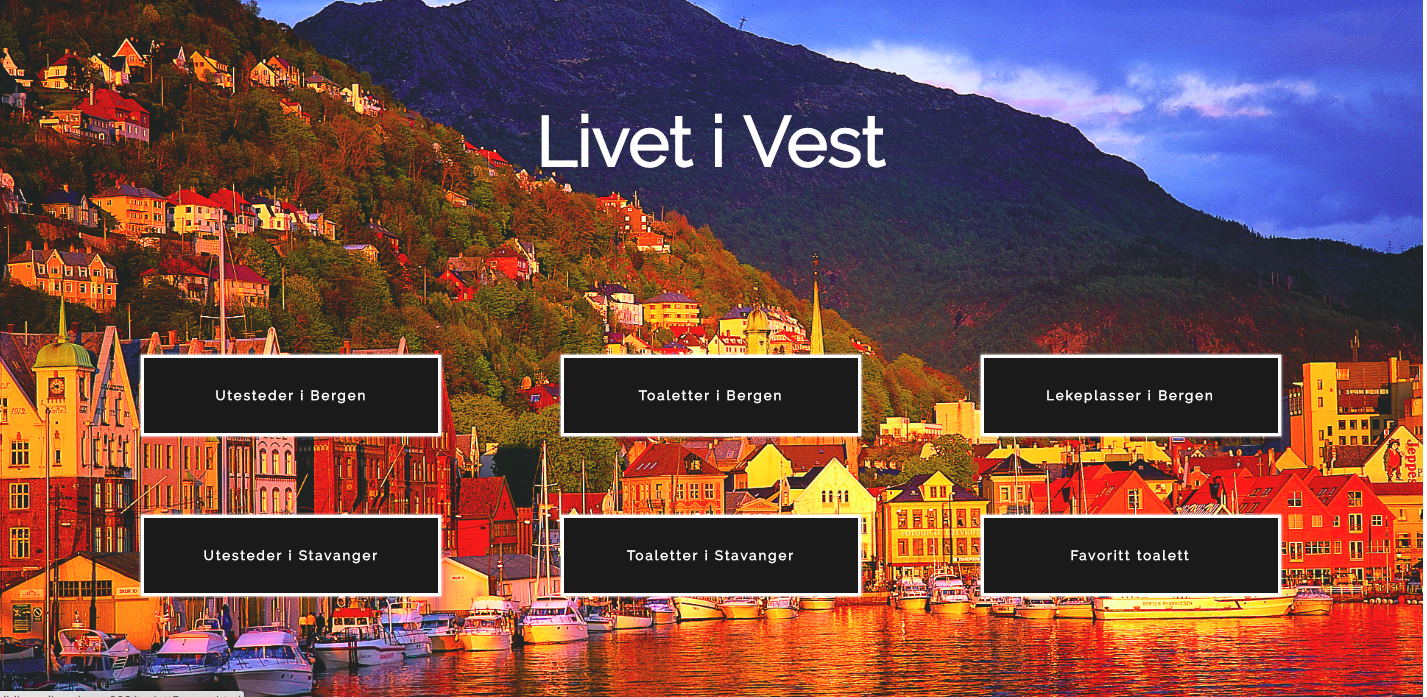 Livet i Vest
Utesteder i Bergen
Toaletter i Bergen
Lekeplasser i Bergen
Utesteder i Stavanger
Toaletter i Stavanger
Favoritt toalett